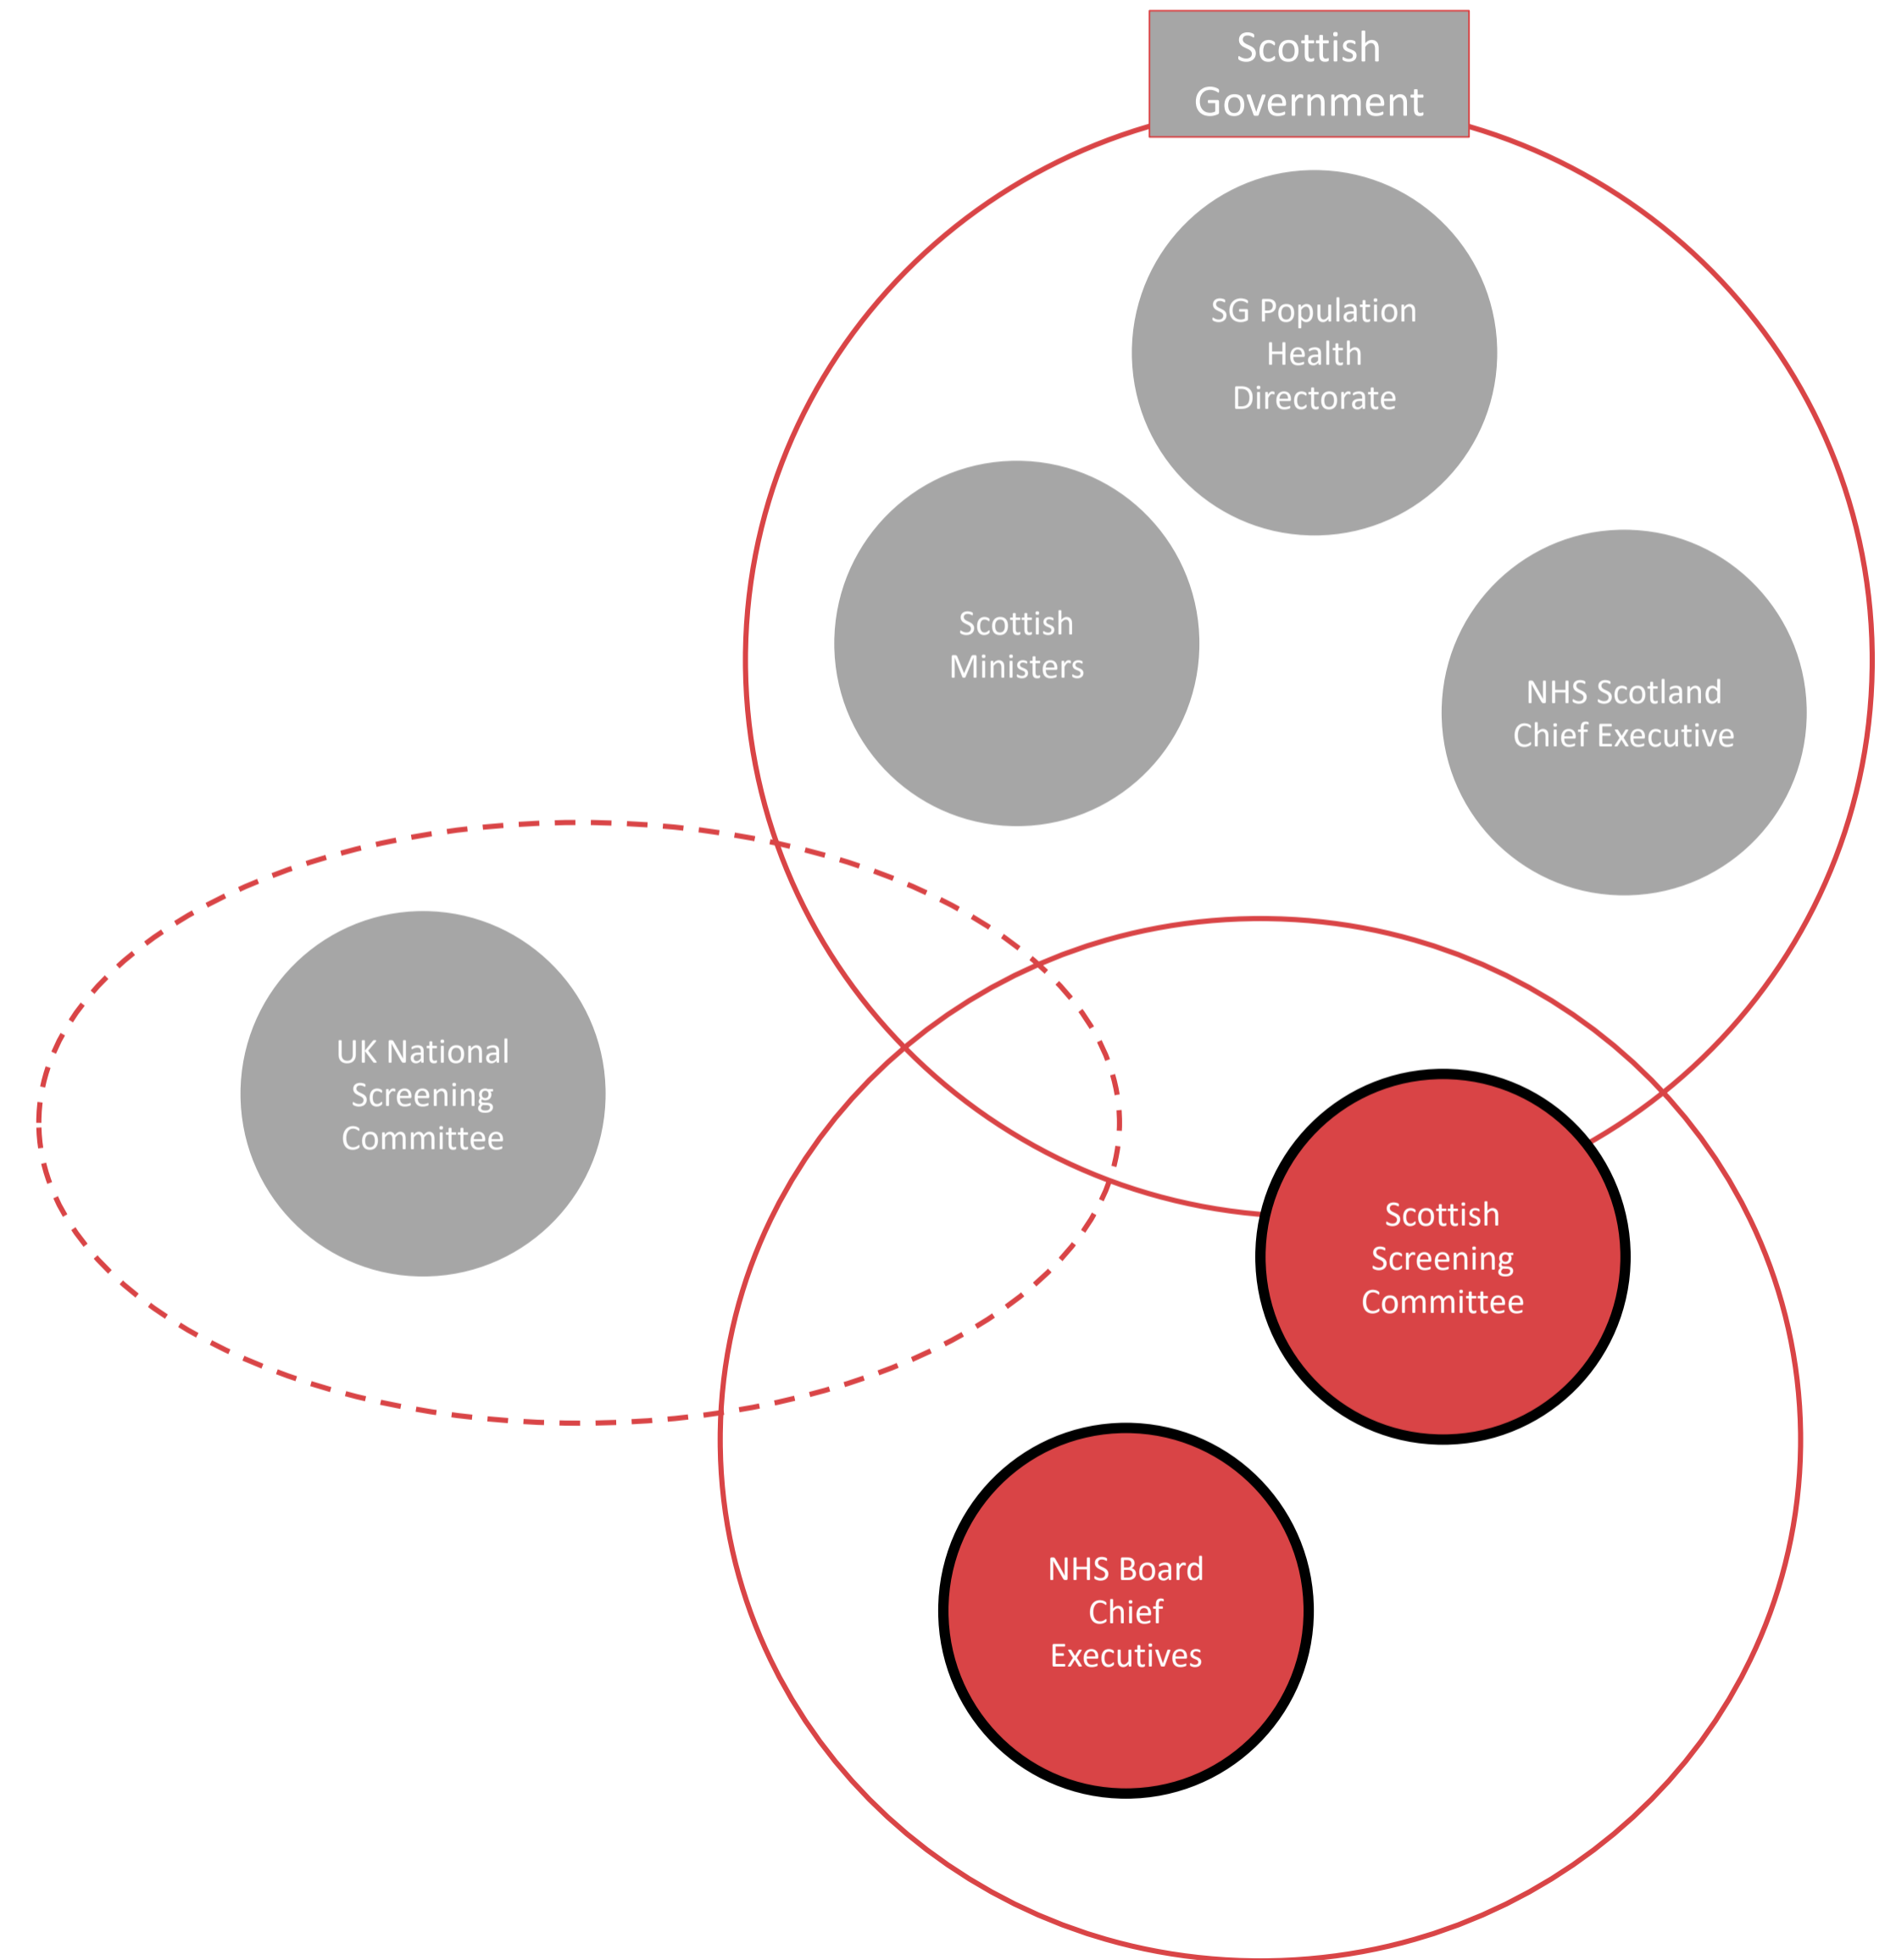 Scottish
Government
SG Population
Health
Directorate
Scottish
Ministers
NHS Scotland
Chief Executive
UK National
Screening
Committee
Scottish
Screening
Committee
NHS Board
Chief
Executives